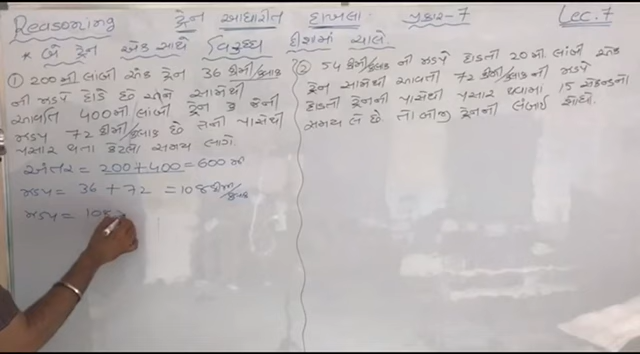 Reasoning ટ્રેન આધારીત દાખલા પ્રકાર-7 Lec.7
* બે ટ્રેન એક સાથે વિરુધ્ધ દીશામાં ચાલે.
① 200 મી લાંબી એક ટ્રેન 36 કીમી/કલાક
ની ઝડપે દોડે છે સામેથી
આવતિ 400 મી લાંબી ટ્રેન કે જેની
ઝડપ 72 કીમી/કલાક છે તેની પાસેથી
પસાર થતા કેટલો સમય લાગે.
અંતર = 200+400 = 600 મી
ઝડપ = 36 + 72 = 108 કીમી/કલાક
ઝડપ = 108
② 54 કીમી/કલાક ની ઝડપે દોડતી 20 મી લાંબી એક
ટ્રેન સામેથી આવતી 72 કીમી/કલાક ની ઝડપે
દોડતી ટ્રેનની પાસેથી પસાર થવામાં 15 સેકન્ડનો
સમય લે છે. તો બીજી ટ્રેનની લંબાઈ શોધો.